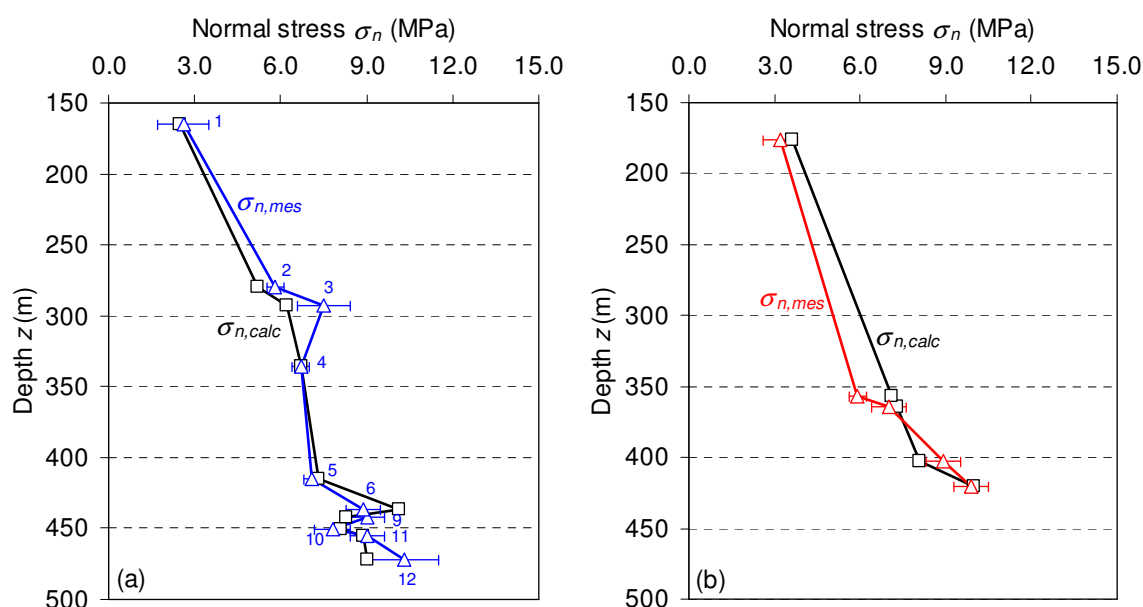 Normal stress σn (MPa)
0.0 3.0 6.0 9.0 12.0 15.0
150
200
250
300
350
400
450
500
Depth z (m)
1
σn,mes
2
3
σn,calc
4
5
6
9
10
11
12
(a)
Normal stress σn (MPa)
0.0 3.0 6.0 9.0 12.0 15.0
150
200
250
300
350
400
450
500
Depth z (m)
σn,mes
σn,calc
(b)